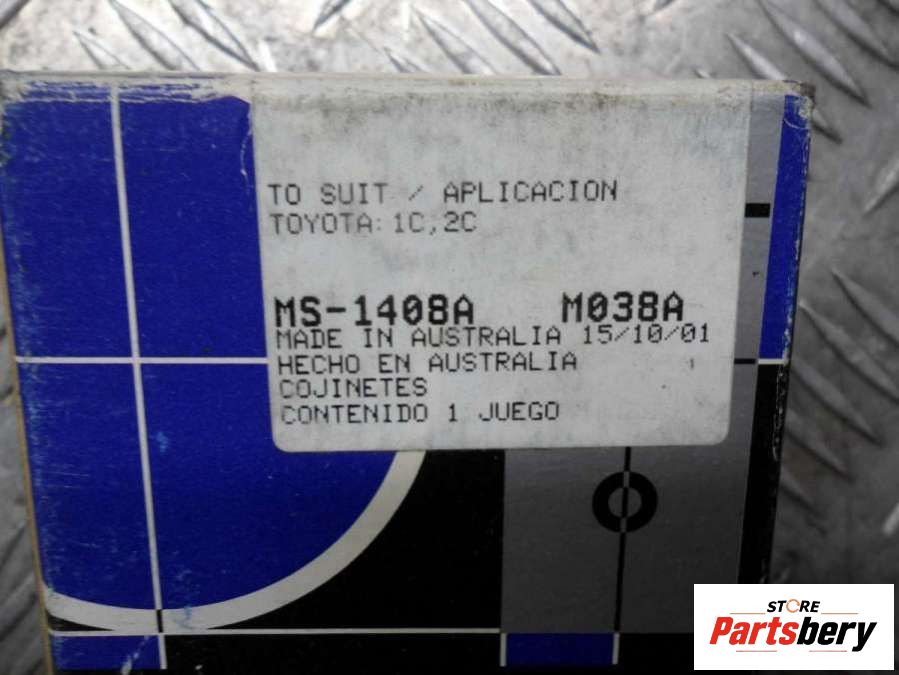 TO SUIT / APLICACION
TOYOTA: 1C,2C
MS-1408A M038A
MADE IN AUSTRALIA 15/10/01
HECHO EN AUSTRALIA 1
COJINETES
CONTENIDO 1 JUEGO
STORE
Partsbery